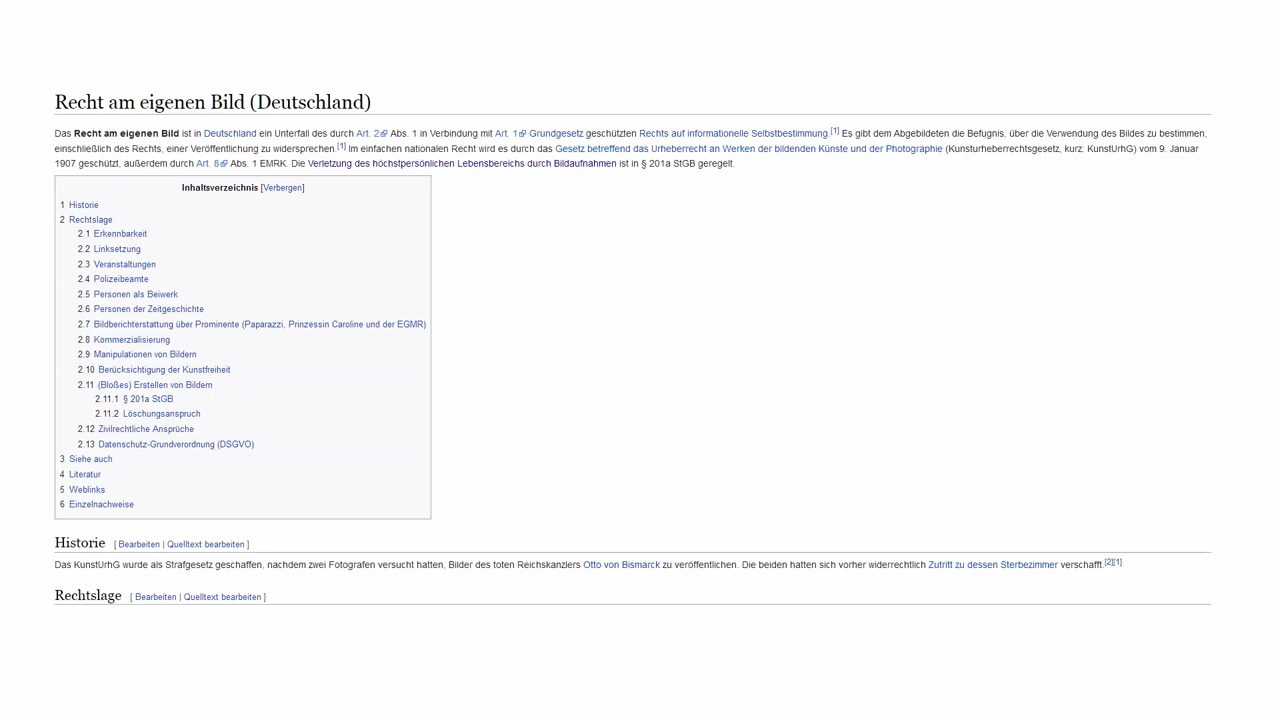 Recht am eigenen Bild (Deutschland)
Das Recht am eigenen Bild ist in Deutschland ein Unterfall des durch Art. 2 Abs. 1 in Verbindung mit Art. 1 Grundgesetz geschützten Rechts auf informationelle Selbstbestimmung.[1] Es gibt dem Abgebildeten die Befugnis, über die Verwendung des Bildes zu bestimmen,
einschließlich des Rechts, einer Veröffentlichung zu widersprechen.[1] Im einfachen nationalen Recht wird es durch das Gesetz betreffend das Urheberrecht an Werken der bildenden Künste und der Photographie (Kunsturheberrechtsgesetz, kurz: KunstUrhG) vom 9. Januar
1907 geschützt, außerdem durch Art. 8 Abs. 1 EMRK. Die Verletzung des höchstpersönlichen Lebensbereichs durch Bildaufnahmen ist in § 201a StGB geregelt.
Inhaltsverzeichnis [Verbergen]
1 Historie
2 Rechtslage
2.1 Erkennbarkeit
2.2 Linksetzung
2.3 Veranstaltungen
2.4 Polizeibeamte
2.5 Personen als Beiwerk
2.6 Personen der Zeitgeschichte
2.7 Bildberichterstattung über Prominente (Paparazzi, Prinzessin Caroline und der EGMR)
2.8 Kommerzialisierung
2.9 Manipulationen von Bildern
2.10 Berücksichtigung der Kunstfreiheit
2.11 (Bloßes) Erstellen von Bildern
2.11.1 § 201a StGB
2.11.2 Löschungsanspruch
2.12 Zivilrechtliche Ansprüche
2.13 Datenschutz-Grundverordnung (DSGVO)
3 Siehe auch
4 Literatur
5 Weblinks
6 Einzelnachweise
Historie [ Bearbeiten | Quelltext bearbeiten ]
Das KunstUrhG wurde als Strafgesetz geschaffen, nachdem zwei Fotografen versucht hatten, Bilder des toten Reichskanzlers Otto von Bismarck zu veröffentlichen. Die beiden hatten sich vorher widerrechtlich Zutritt zu dessen Sterbezimmer verschafft.[2][1]
Rechtslage [ Bearbeiten | Quelltext bearbeiten ]